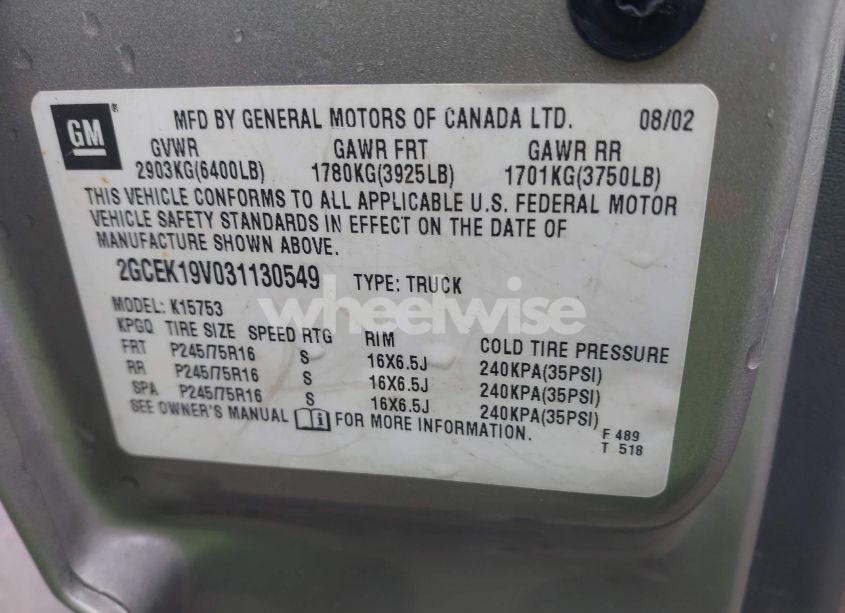 GM ® MFD BY GENERAL MOTORS OF CANADA LTD. 08/02
GVWR GAWR FRT GAWR RR
2903KG(6400LB) 1780KG(3925LB) 1701KG(3750LB)
THIS VEHICLE CONFORMS TO ALL APPLICABLE U.S. FEDERAL MOTOR
VEHICLE SAFETY STANDARDS IN EFFECT ON THE DATE OF
MANUFACTURE SHOWN ABOVE.
2GCEK19V031130549 TYPE: TRUCK
wheelwise
MODEL: K15753
KPGQ TIRE SIZE SPEED RTG RIM COLD TIRE PRESSURE
FRT P245/75R16 S 16X6.5J 240KPA(35PSI)
RR P245/75R16 S 16X6.5J 240KPA(35PSI)
SPA P245/75R16 S 16X6.5J 240KPA(35PSI)
SEE OWNER'S MANUAL i FOR MORE INFORMATION.
F 489
T 518